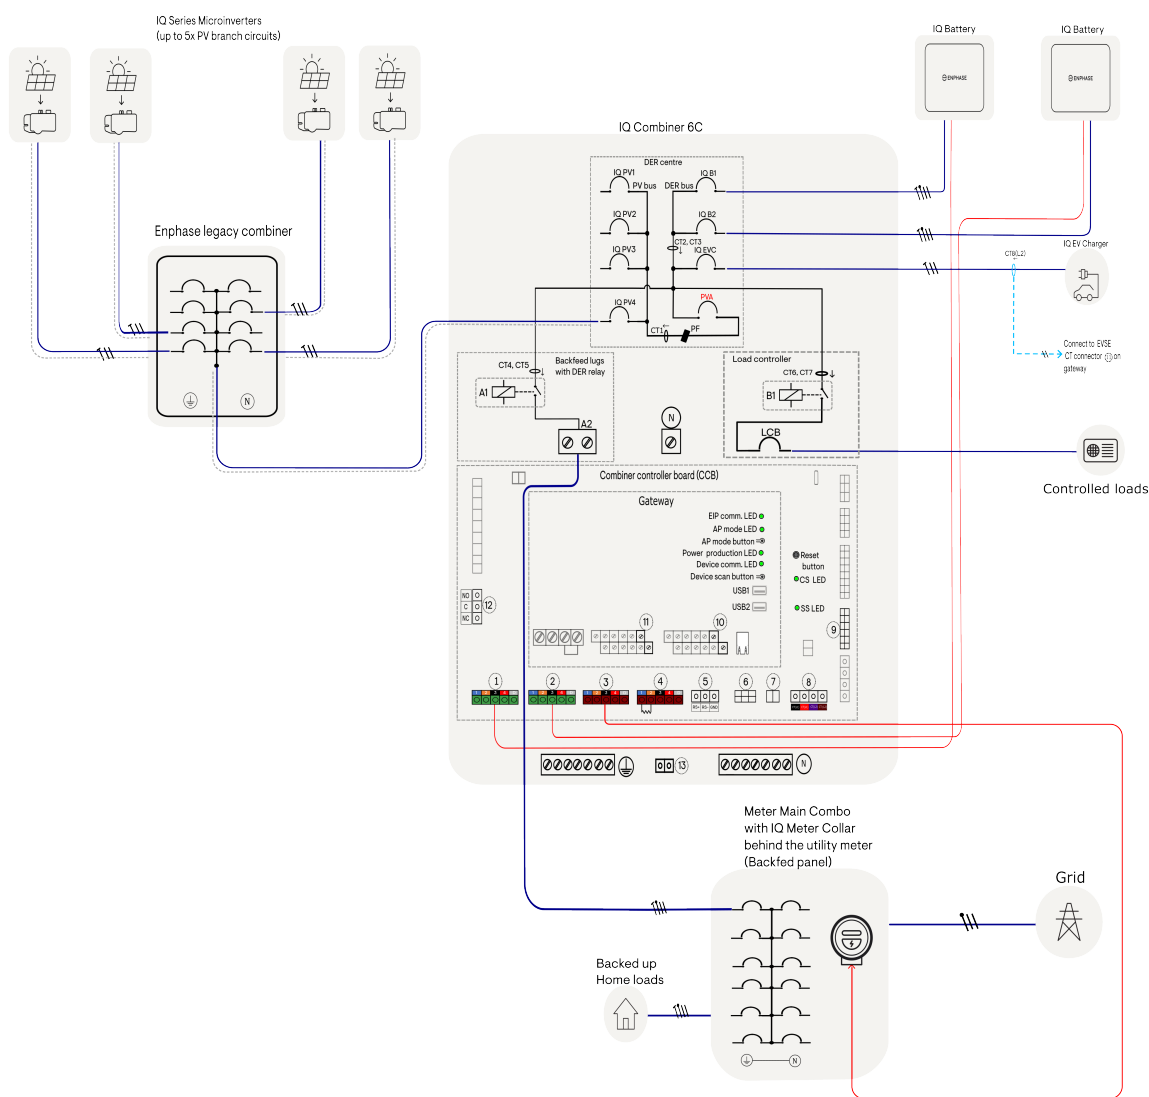 IQ Series Microinverters
(up to 5x PV branch circuits)
IQ Battery
IQ Battery
ENPHASE
ENPHASE
IQ Combiner 6C
DER centre
IQ PV1
PV bus
DER bus
IQ B1
IQ PV2
IQ B2
CT2, CT3
IQ PV3
IQ EVC
PVA
IQ PV4
CT1
PF
Enphase legacy combiner
N
CT8(L2)
IQ EV Charger
Connect to EVSE
CT connector 11 on
gateway
Backfeed lugs
with DER relay
CT4, CT5
A1
A2
N
Load controller
CT6, CT7
B1
LCB
Controlled loads
Combiner controller board (CCB)
Gateway
EIP comm. LED
AP mode LED
AP mode button
Power production LED
Device comm. LED
Device scan button
USB1
USB2
Reset
button
CS LED
SS LED
NO
C
NC
12
11
10
9
1
2
3
4
5
6
7
8
RS+ RS- GND
13
N
Meter Main Combo
with IQ Meter Collar
behind the utility meter
(Backfed panel)
Grid
Backed up
Home loads
N